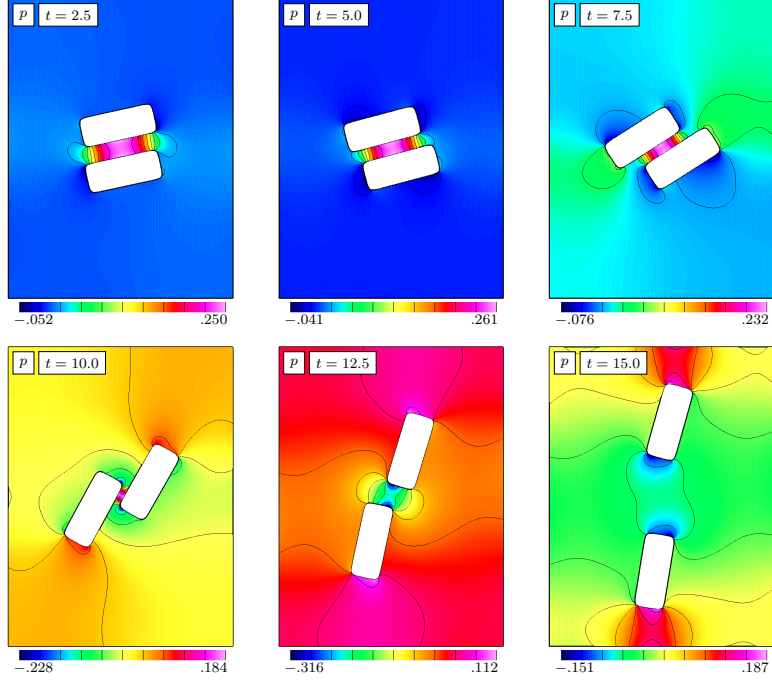 p t = 2.5 p t = 5.0 p t = 7.5
−.052 .250 −.041 .261 −.076 .232
p t = 10.0 p t = 12.5 p t = 15.0
−.228 .184 −.316 .112 −.151 .187